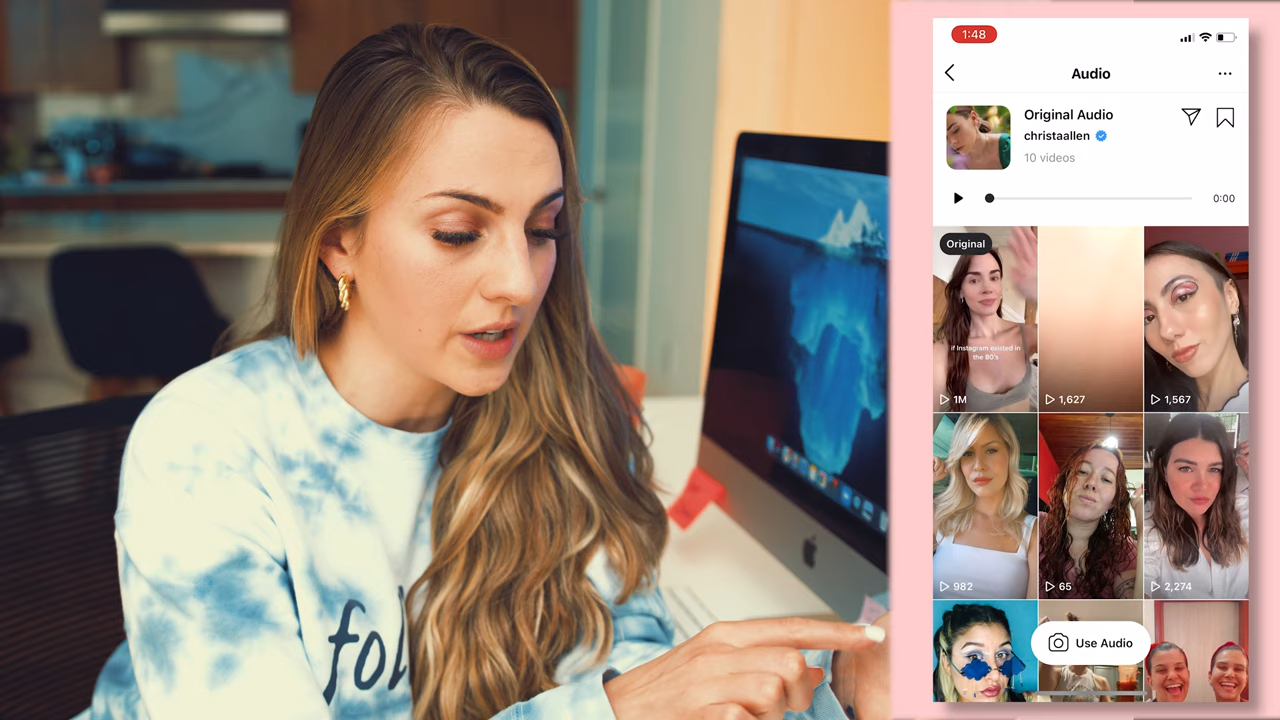 fol
1:48
Audio
Original Audio
christaallen
10 videos
0:00
Original
if Instagram existed in
the 80's
1M
1,627
1,567
982
65
2,274
Use Audio